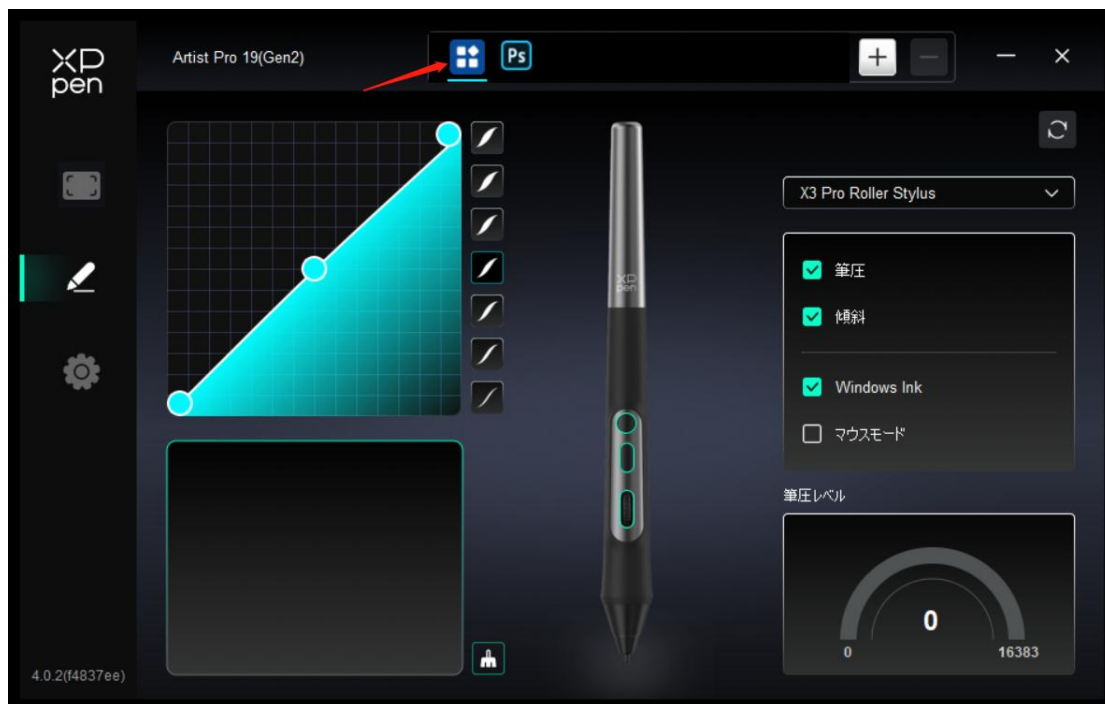 XP
pen
Artist Pro 19(Gen2)
Ps
X3 Pro Roller Stylus
筆圧
傾斜
Windows Ink
マウスモード
筆圧レベル
0
0
16383
XP
pen
4.0.2(f4837ee)